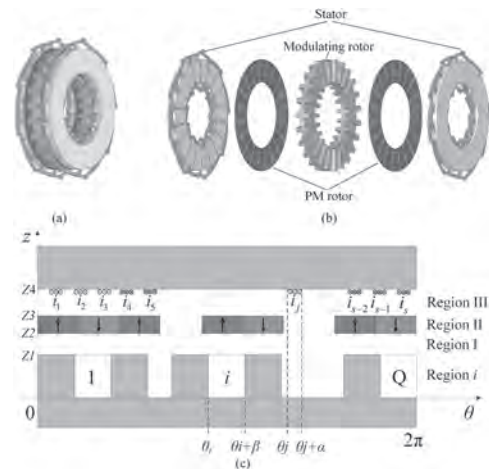 Stator
Modulating rotor
PM rotor
(a)
(b)
z
Z4
i₁ i₂ i₃ i₄ i₅ iⱼ iₛ₋₂ iₛ₋₁ iₛ
Region III
Z3
Region II
Z2
Region I
Z1
1 i Q
Region i
0
θ
θᵢ θi+β θj θj+α
2π
(c)